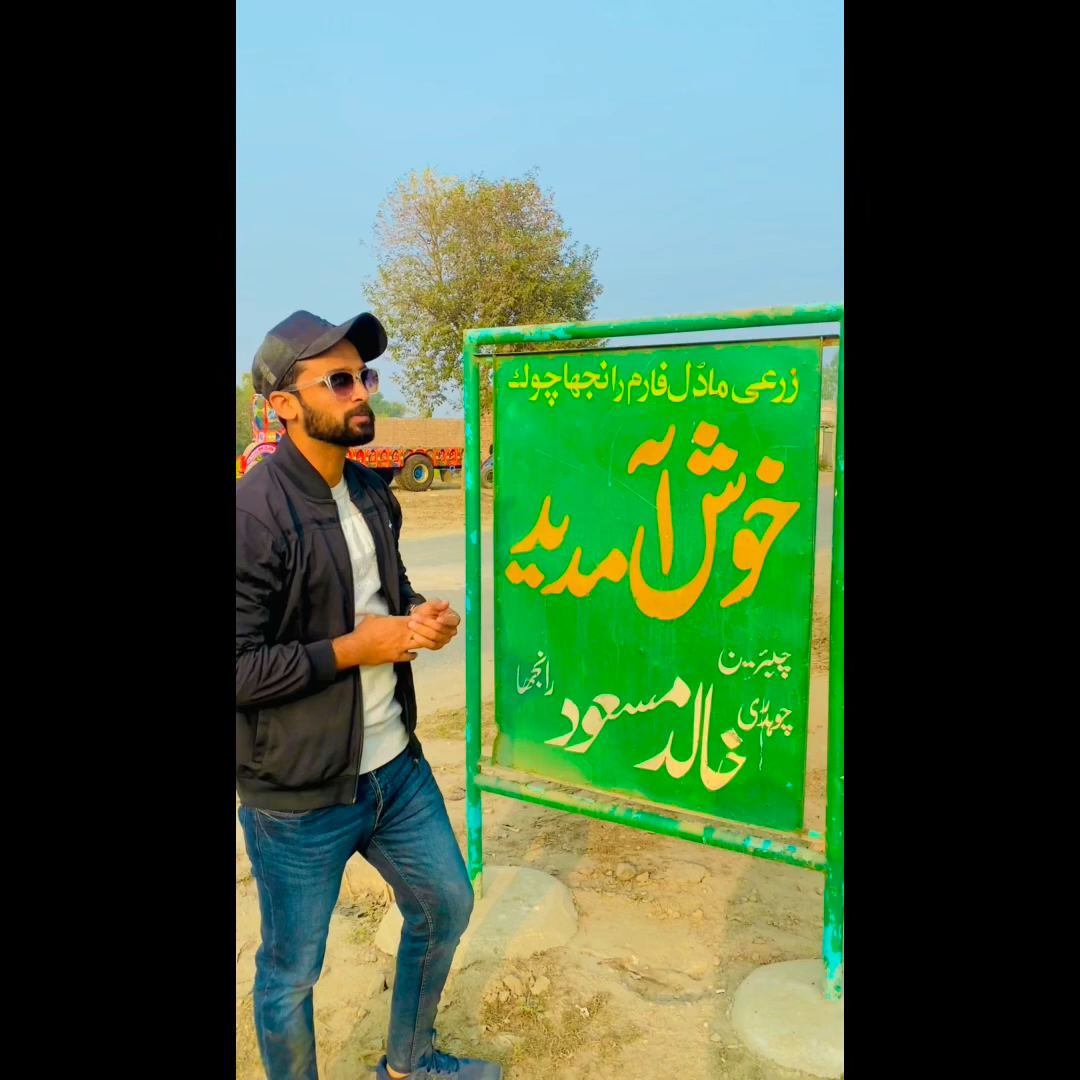 زرعی ماڈل فارم رانجھا چوک
خوش آمدید
چیئرمین
چوہدری خالد مسعود رانجھا